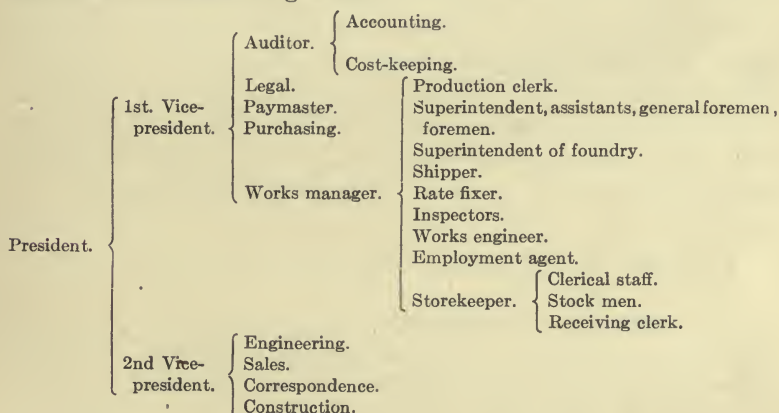 Accounting.
Auditor.
Cost-keeping.
Legal.
Production clerk.
1st. Vice-
Paymaster.
Superintendent, assistants, general foremen,
president.
Purchasing.
foremen.
Superintendent of foundry.
Shipper.
Works manager.
Rate fixer.
Inspectors.
President.
Works engineer.
Employment agent.
Clerical staff.
Storekeeper.
Stock men.
Receiving clerk.
Engineering.
2nd Vice-
Sales.
president.
Correspondence.
Construction.